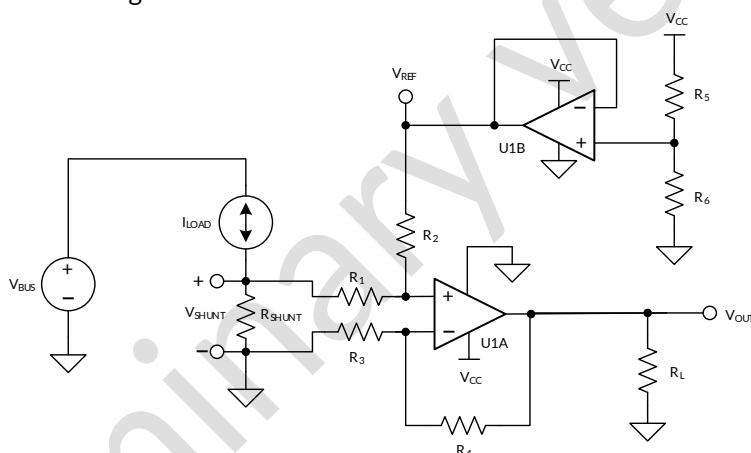 VCC
VREF
VCC
R5
−
+
U1B
R6
ILOAD
R2
VBUS
+
−
+
VSHUNT
RSHUNT
−
R1
R3
+
−
U1A
VCC
VOUT
RL
R4